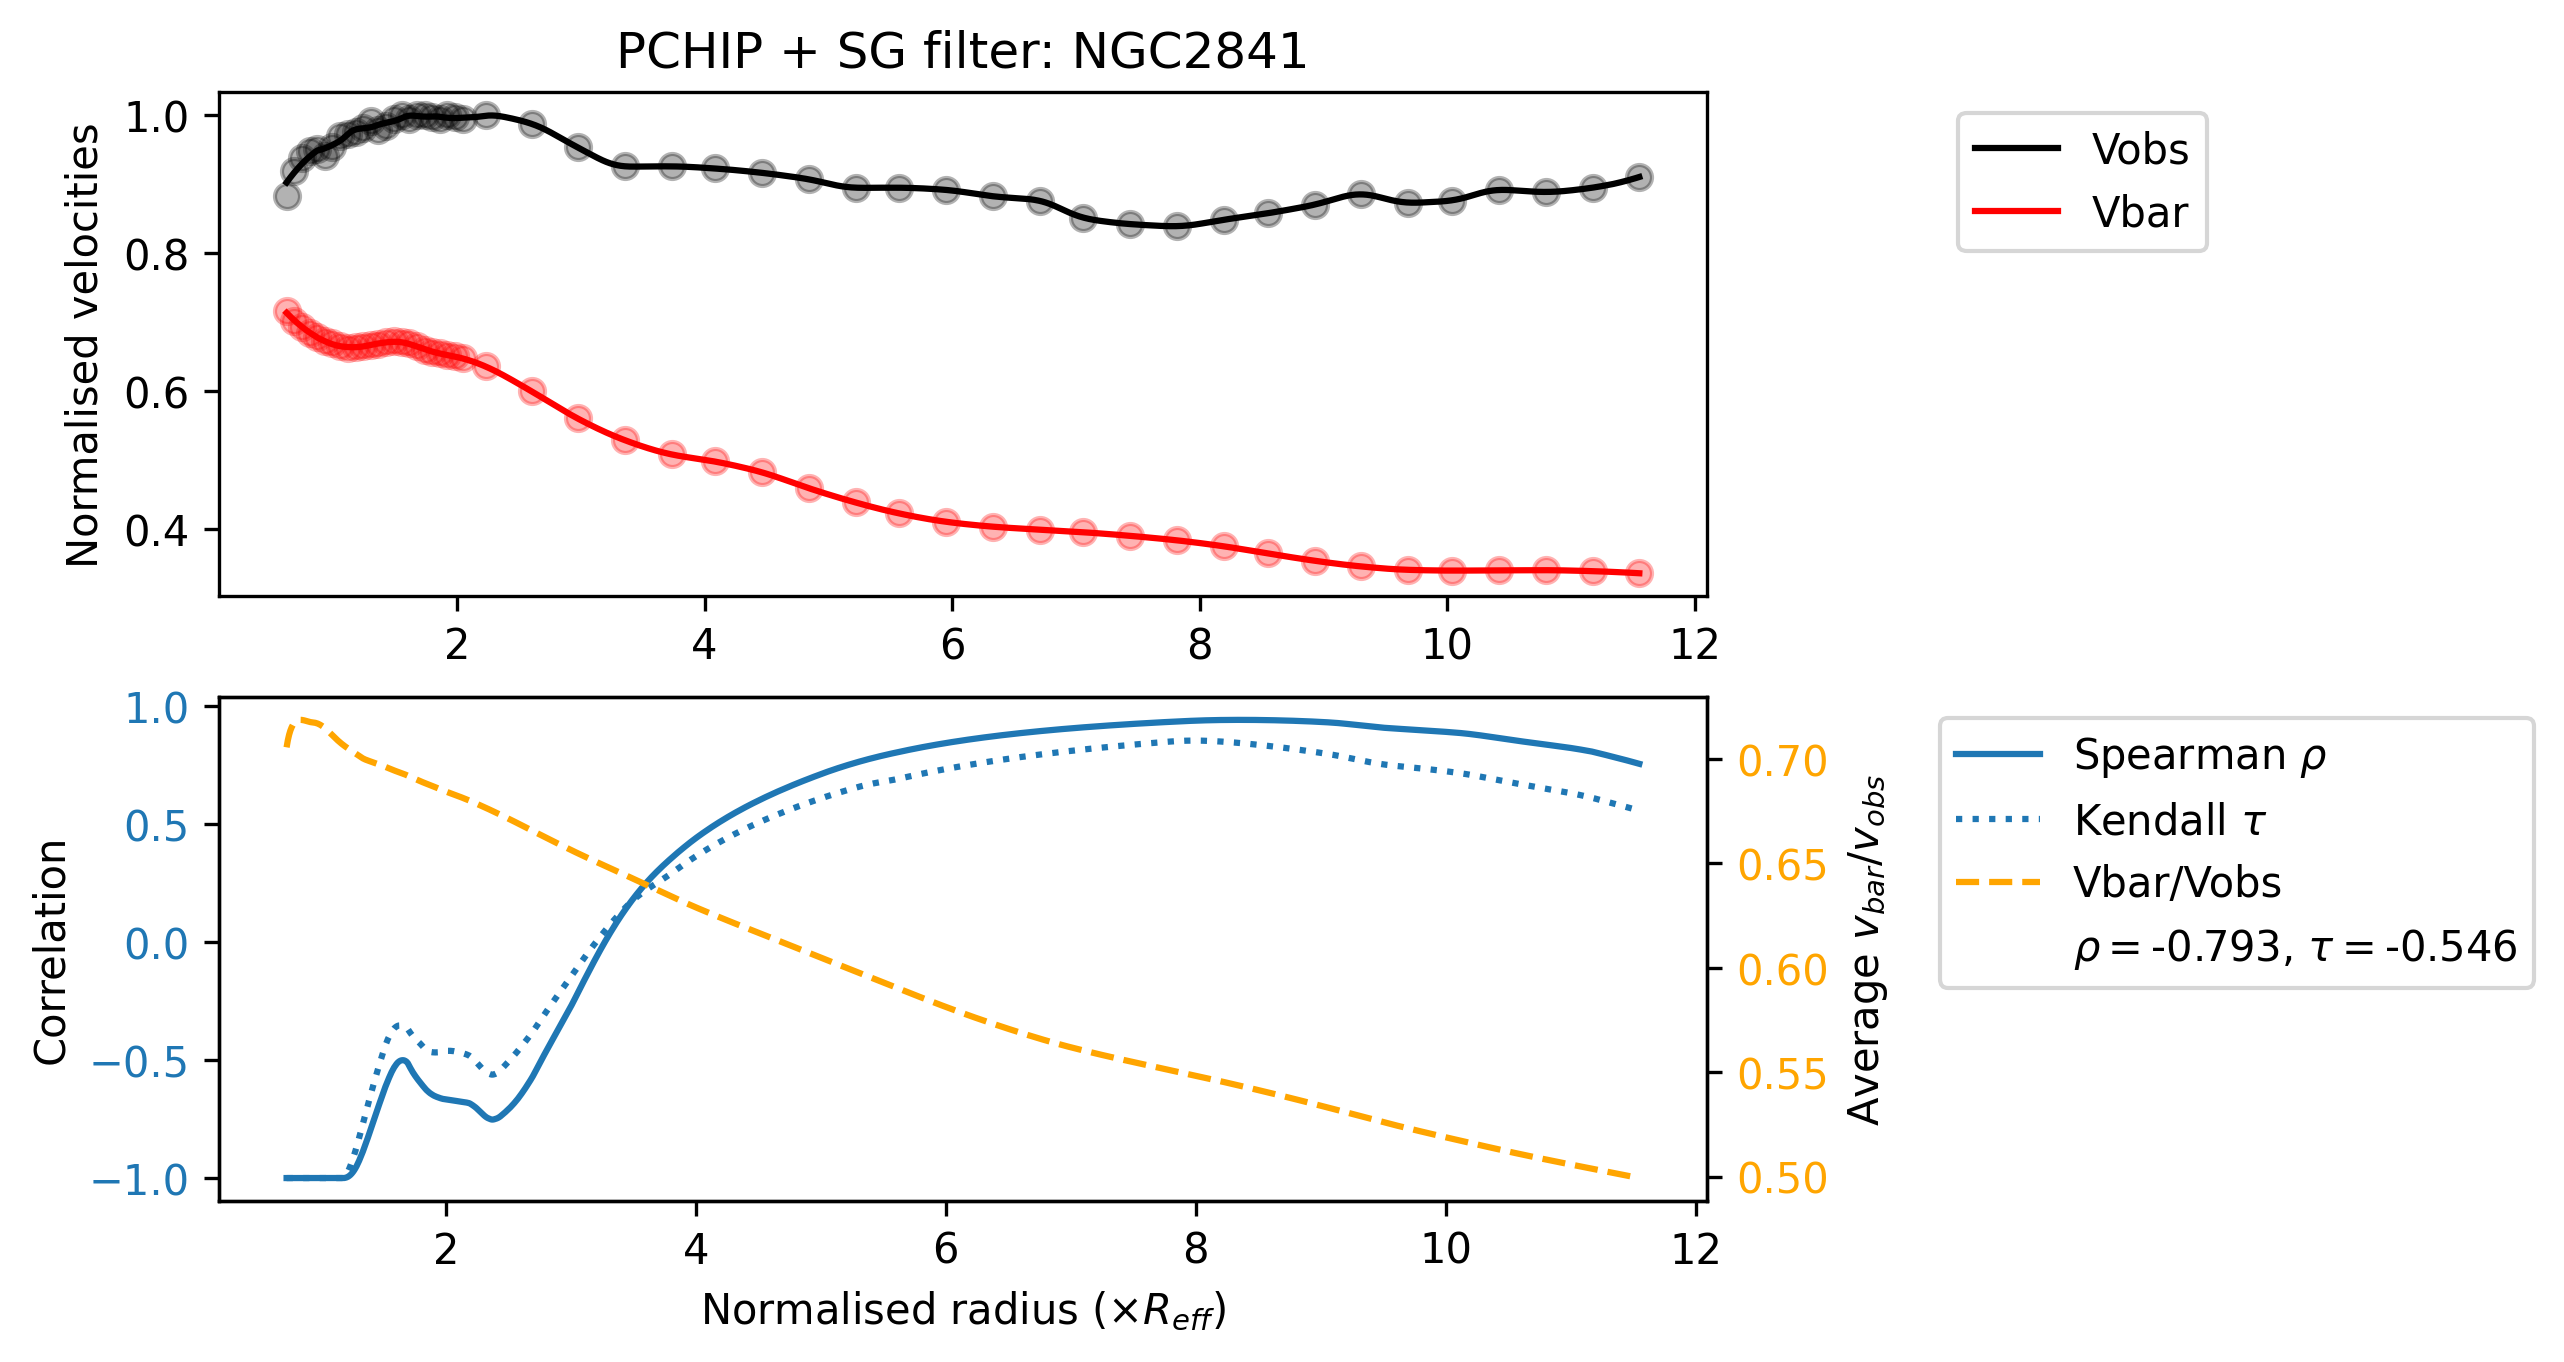 PCHIP + SG filter: NGC2841
Normalised velocities
1.0
0.8
0.6
0.4
2 4 6 8 10 12
Vobs
Vbar
Correlation
1.0
0.5
0.0
−0.5
−1.0
2 4 6 8 10 12
Normalised radius (×R_eff)
0.70
0.65
0.60
0.55
0.50
Average v_bar/v_obs
Spearman ρ
Kendall τ
Vbar/Vobs
ρ = -0.793, τ = -0.546